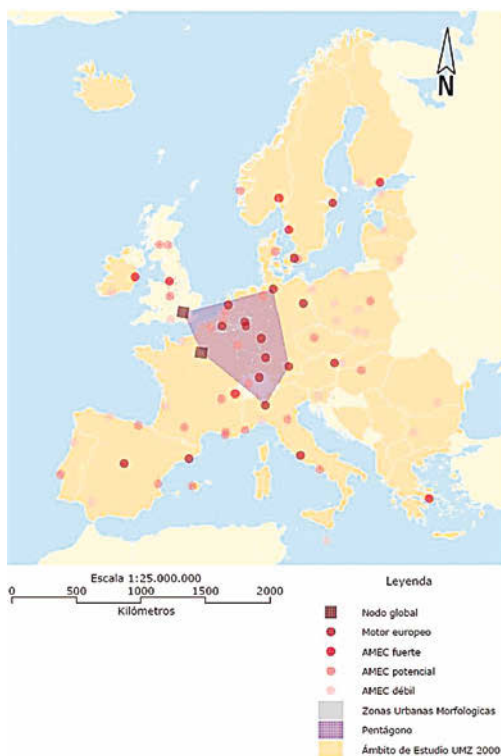 N
Escala 1:25.000.000
0 500 1000 1500 2000
Kilómetros
Leyenda
Nodo global
Motor europeo
AMEC fuerte
AMEC potencial
AMEC débil
Zonas Urbanas Morfologicas
Pentágono
Ámbito de Estudio UMZ 2000